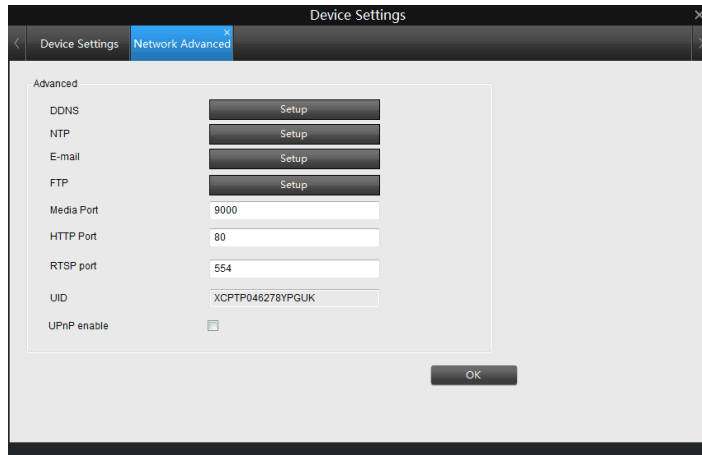 Device Settings
Device Settings Network Advanced
Advanced
DDNS Setup
NTP Setup
E-mail Setup
FTP Setup
Media Port 9000
HTTP Port 80
RTSP port 554
UID XCPTP046278YPGUK
UPnP enable
OK